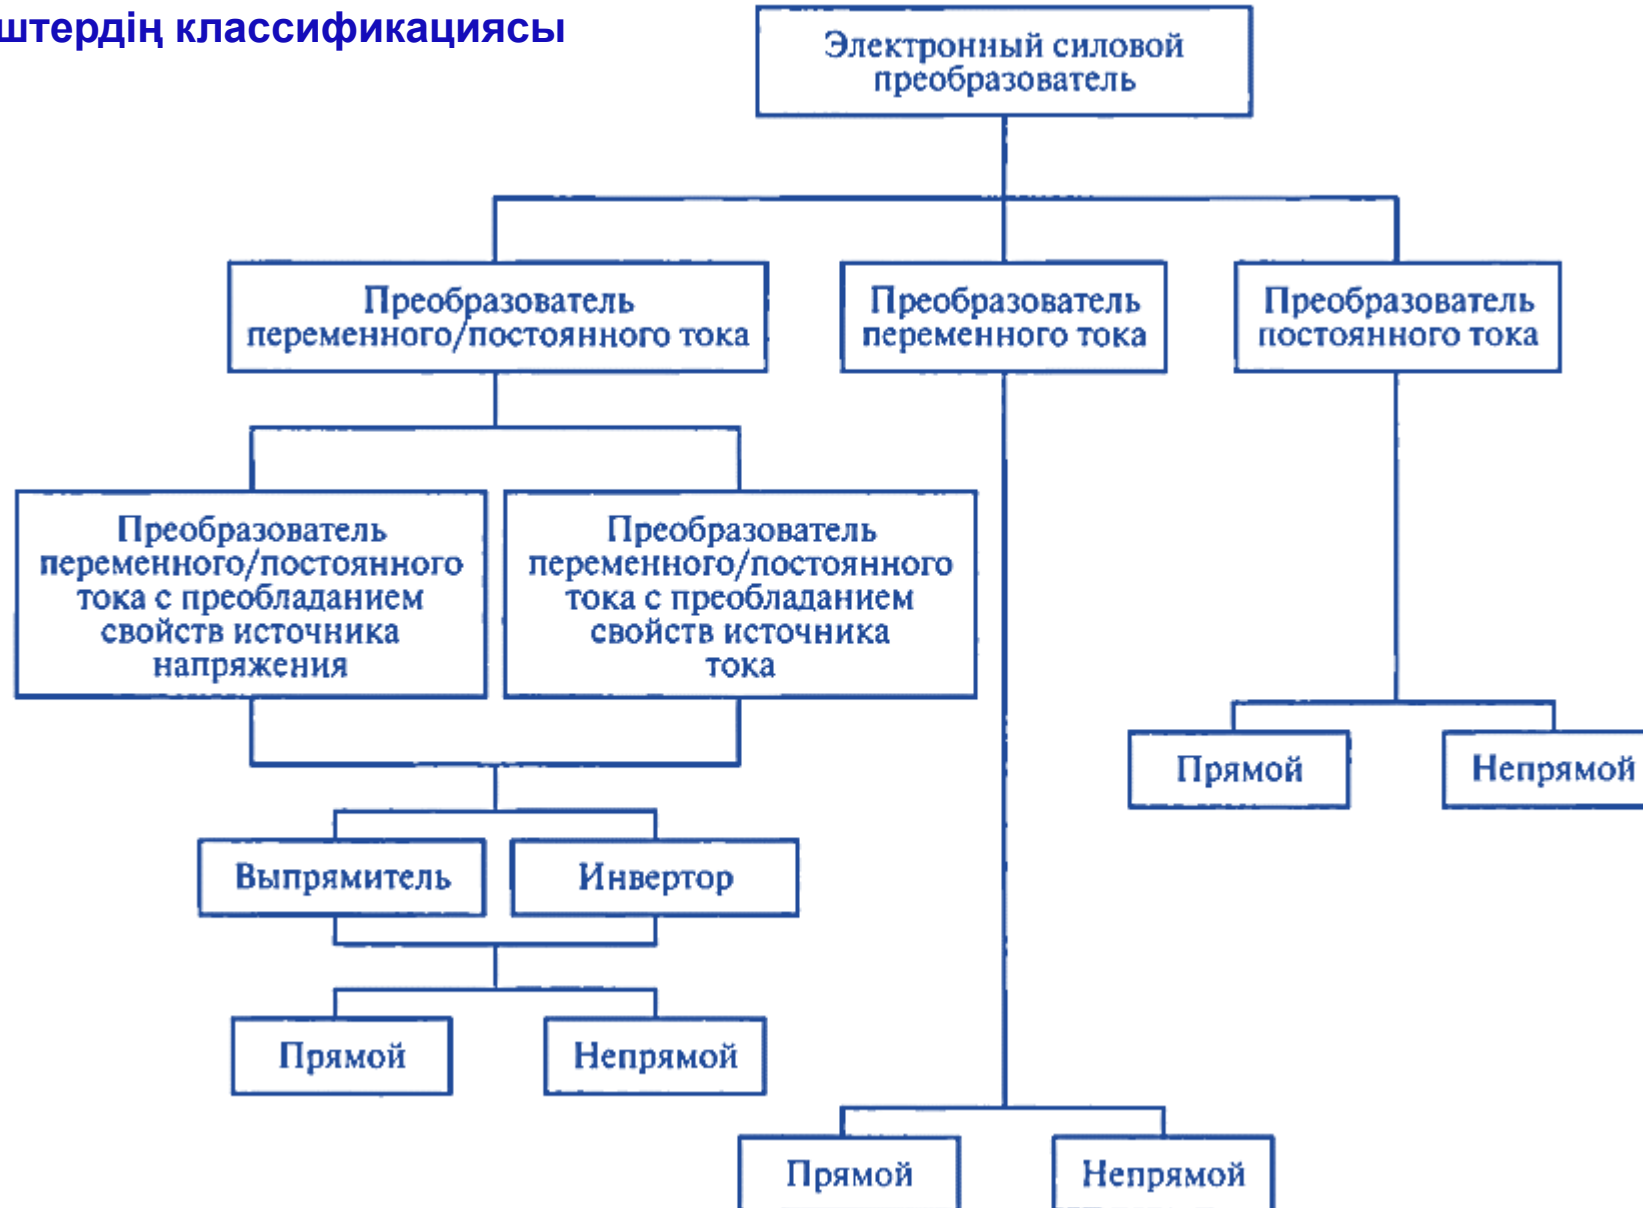 штердің классификациясы
Электронный силовой
преобразователь
Преобразователь
переменного/постоянного тока
Преобразователь
переменного тока
Преобразователь
постоянного тока
Преобразователь
переменного/постоянного
тока с преобладанием
свойств источника
напряжения
Преобразователь
переменного/постоянного
тока с преобладанием
свойств источника
тока
Прямой
Непрямой
Выпрямитель
Инвертор
Прямой
Непрямой
Прямой
Непрямой